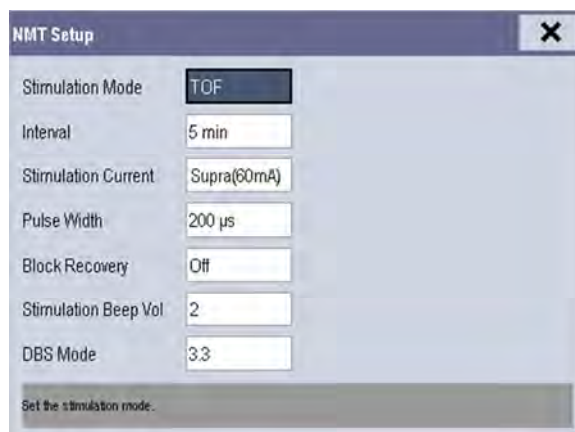 NMT Setup
Stimulation Mode TOF
Interval 5 min
Stimulation Current Supra(60mA)
Pulse Width 200 µs
Block Recovery Off
Stimulation Beep Vol 2
DBS Mode 3.3
Set the stimulation mode.